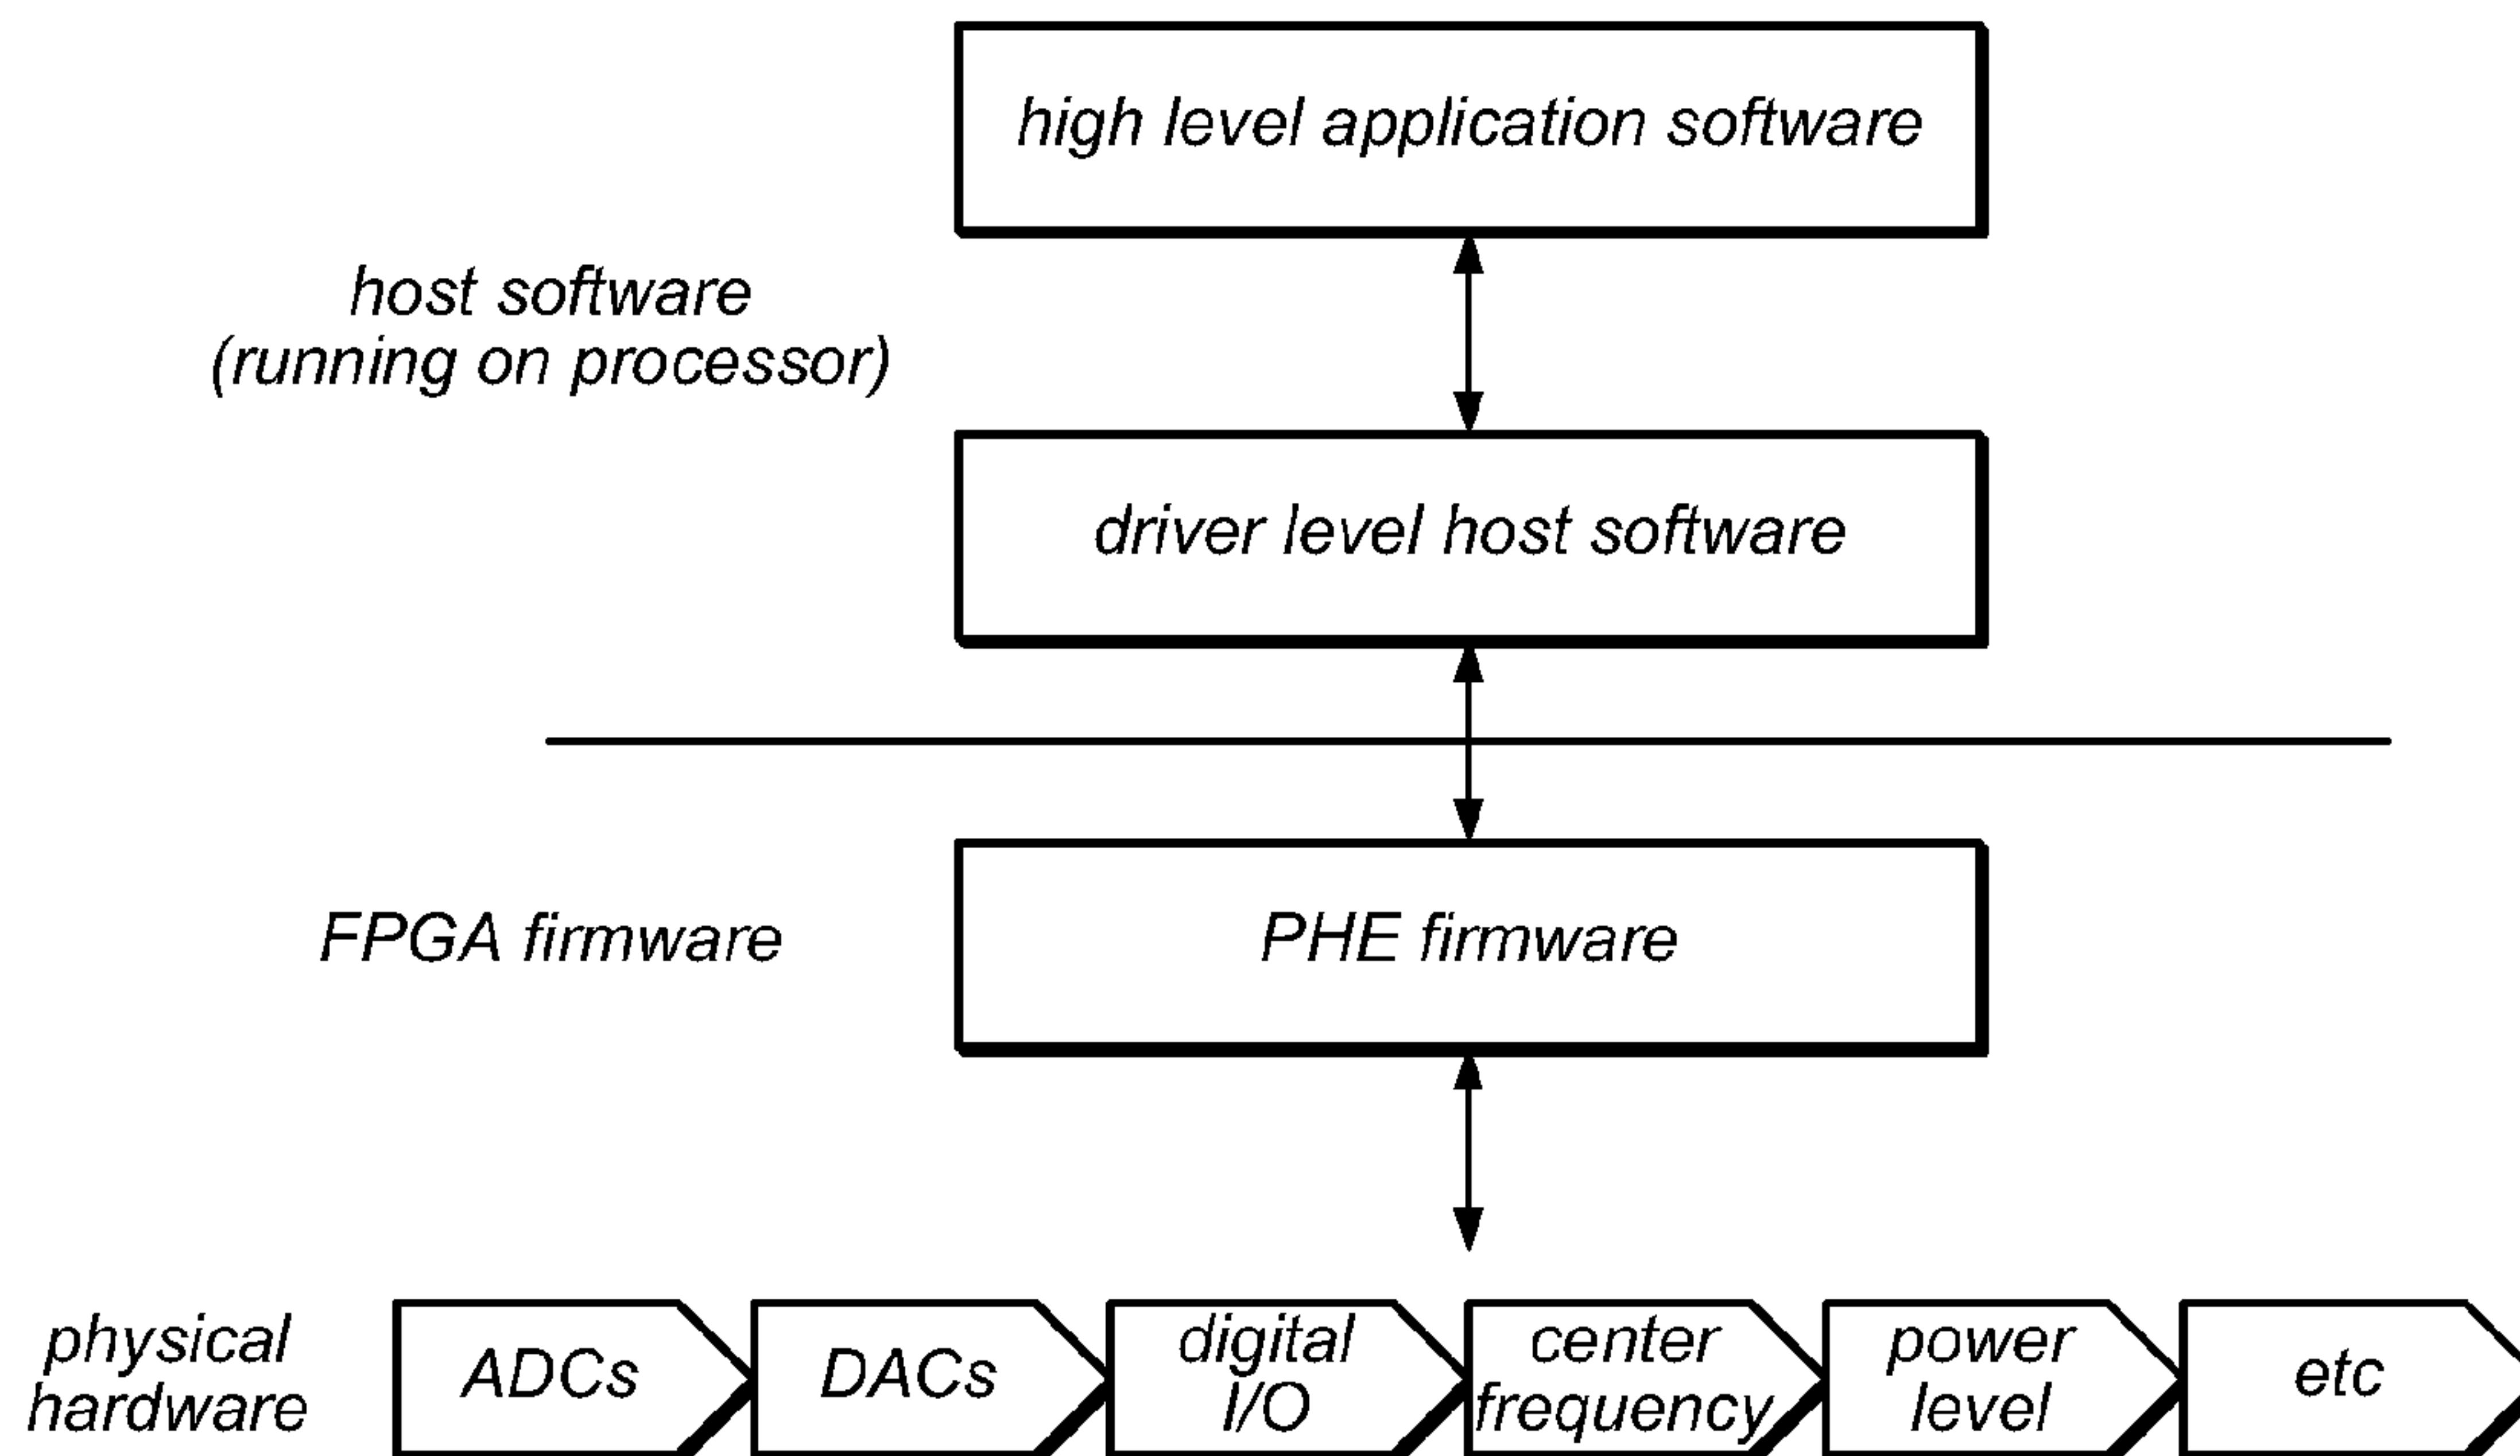 high level application software
host software
(running on processor)
driver level host software
FPGA firmware
PHE firmware
physical
hardware
ADCs
DACs
digital
I/O
center
frequency
power
level
etc